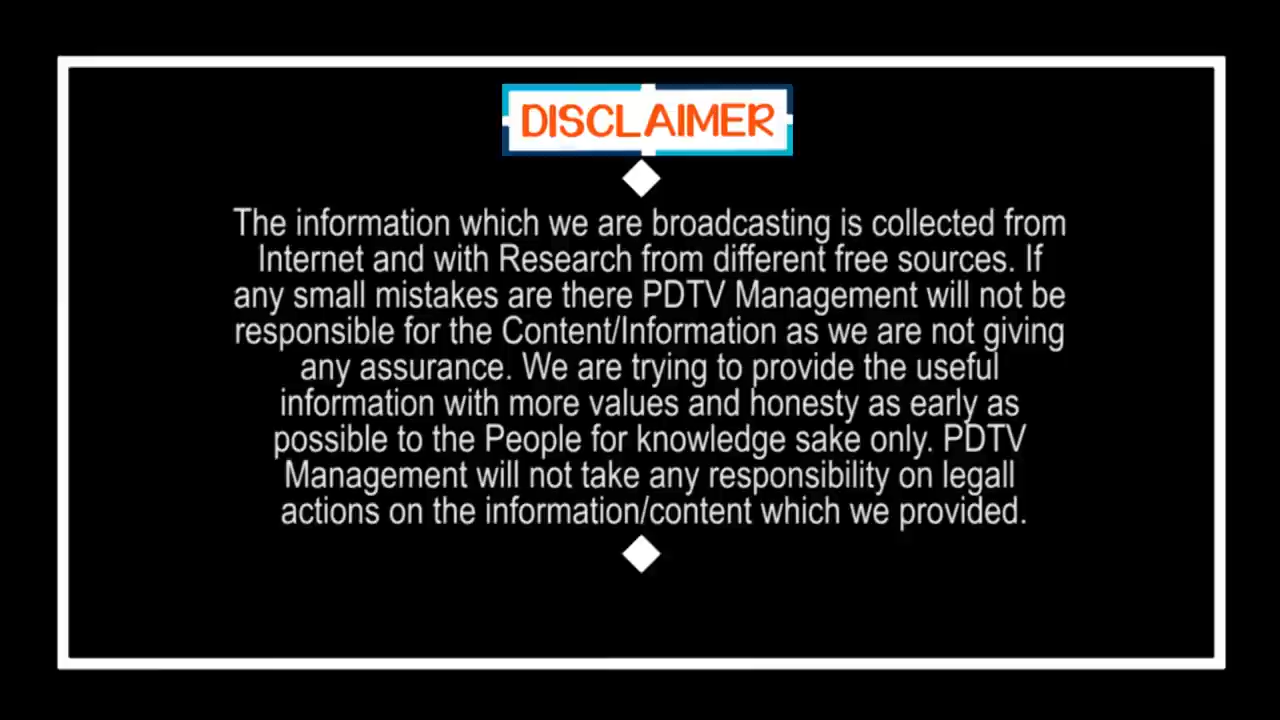 DISCLAIMER
The information which we are broadcasting is collected from
Internet and with Research from different free sources. If
any small mistakes are there PDTV Management will not be
responsible for the Content/Information as we are not giving
any assurance. We are trying to provide the useful
information with more values and honesty as early as
possible to the People for knowledge sake only. PDTV
Management will not take any responsibility on legall
actions on the information/content which we provided.